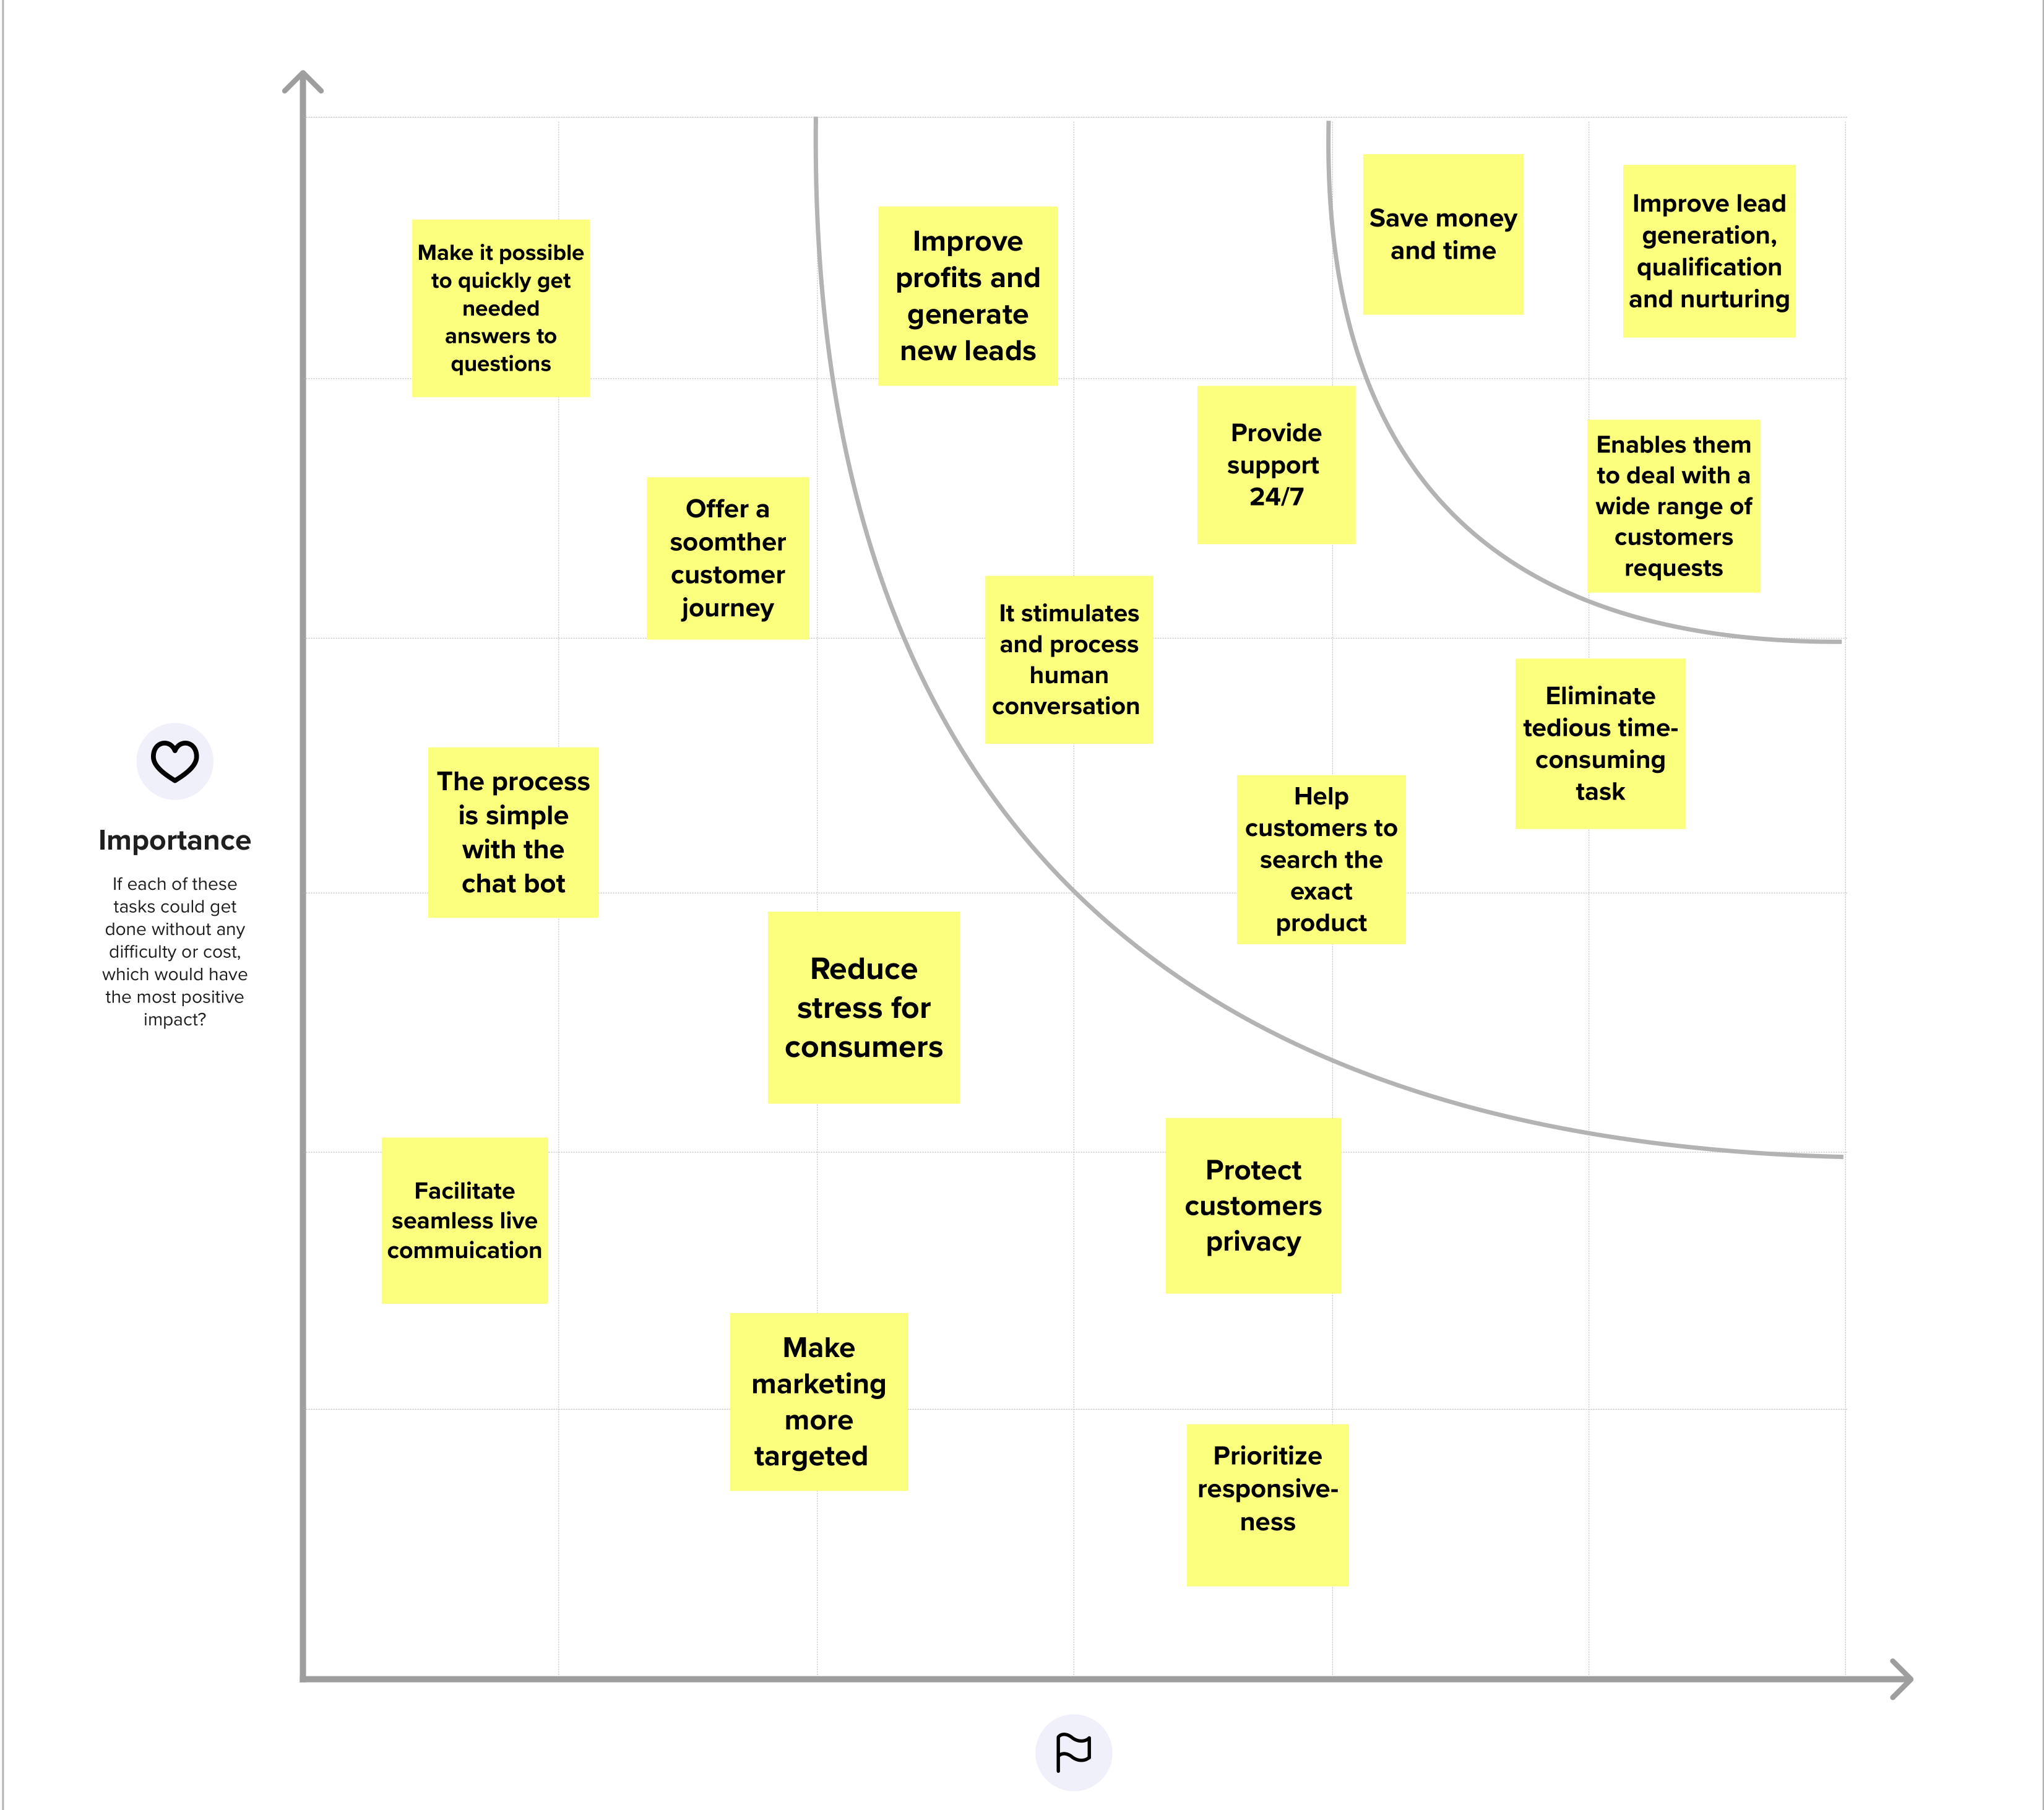 Save money
and time
Improve lead
generation,
qualification
and nurturing
Improve
profits and
generate
new leads
Make it possible
to quickly get
needed
answers to
questions
Provide
support
24/7
Enables them
to deal with a
wide range of
customers
requests
Offer a
soomther
customer
journey
It stimulates
and process
human
conversation
Eliminate
tedious time-
consuming
task
The process
is simple
with the
chat bot
Help
customers to
search the
exact
product
Importance
If each of these
tasks could get
done without any
difficulty or cost,
which would have
the most positive
impact?
Reduce
stress for
consumers
Protect
customers
privacy
Facilitate
seamless live
commuication
Make
marketing
more
targeted
Prioritize
responsive-
ness